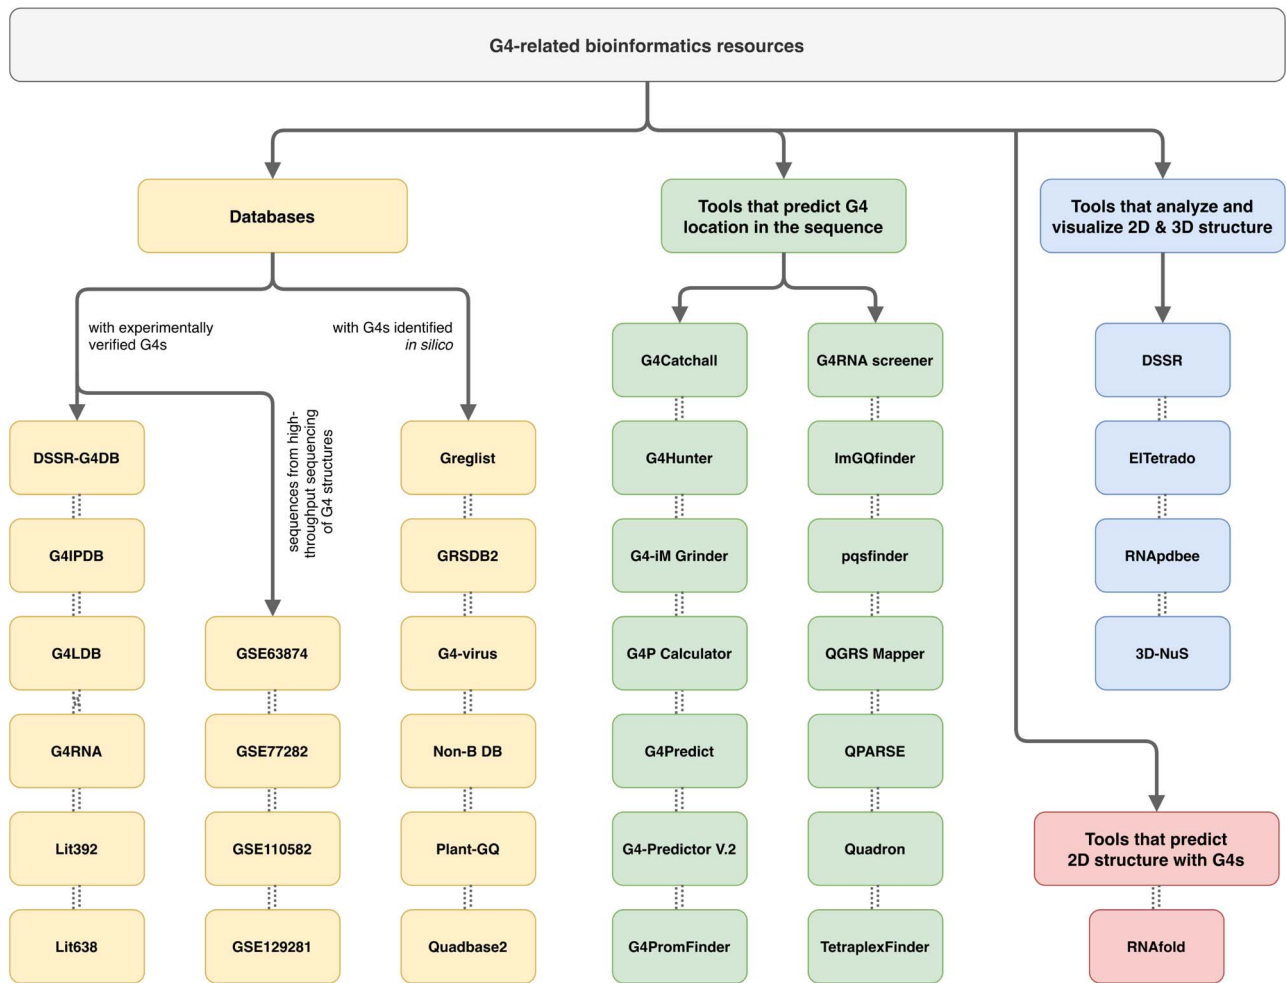 G4-related bioinformatics resources
Databases
with experimentally
verified G4s
with G4s identified
in silico
sequences from high-
throughput sequencing
of G4 structures
DSSR-G4DB
G4IPDB
G4LDB
G4RNA
Lit392
Lit638
GSE63874
GSE77282
GSE110582
GSE129281
Greglist
GRSDB2
G4-virus
Non-B DB
Plant-GQ
Quadbase2
Tools that predict G4
location in the sequence
G4Catchall
G4Hunter
G4-iM Grinder
G4P Calculator
G4Predict
G4-Predictor V.2
G4PromFinder
G4RNA screener
ImGQfinder
pqsfinder
QGRS Mapper
QPARSE
Quadron
TetraplexFinder
Tools that analyze and
visualize 2D & 3D structure
DSSR
ElTetrado
RNApdbee
3D-NuS
Tools that predict
2D structure with G4s
RNAfold